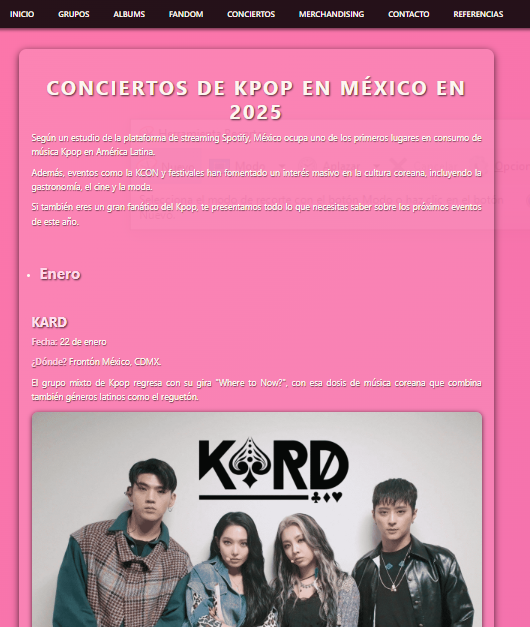 INICIO GRUPOS ALBUMS FANDOM CONCIERTOS MERCHANDISING CONTACTO REFERENCIAS
CONCIERTOS DE KPOP EN MÉXICO EN
2025
Según un estudio de la plataforma de streaming Spotify, México ocupa uno de los primeros lugares en consumo de
música Kpop en América Latina.
Además, eventos como la KCON y festivales han fomentado un interés masivo en la cultura coreana, incluyendo la
gastronomía, el cine y la moda.
Si también eres un gran fanático del Kpop, te presentamos todo lo que necesitas saber sobre los próximos eventos
de este año.
• Enero
KARD
Fecha: 22 de enero
¿Dónde? Frontón México, CDMX.
El grupo mixto de Kpop regresa con su gira "Where to Now?", con esa dosis de música coreana que combina
también géneros latinos como el reguetón.
KARD